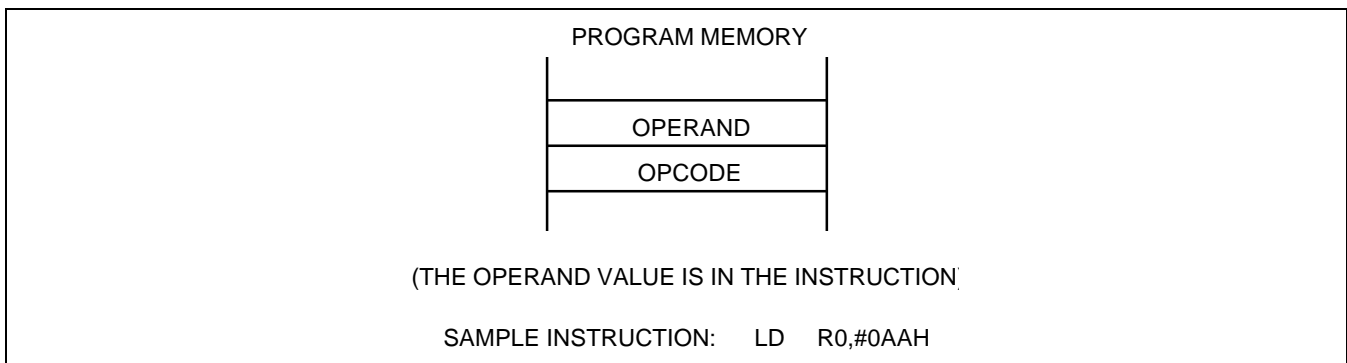 PROGRAM MEMORY
OPERAND
OPCODE
(THE OPERAND VALUE IS IN THE INSTRUCTION)
SAMPLE INSTRUCTION: LD R0,#0AAH